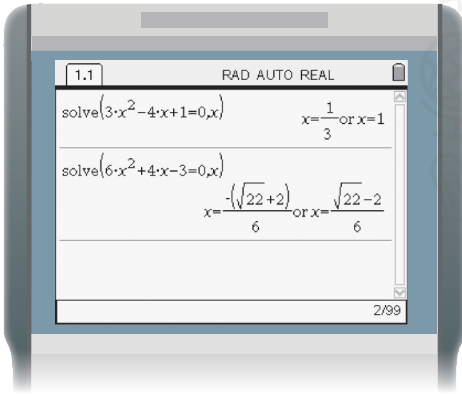 1.1 RAD AUTO REAL
solve(3·x²−4·x+1=0,x)
x=1/3 or x=1
solve(6·x²+4·x−3=0,x)
x=-(√22+2)/6 or x=(√22−2)/6
2/99